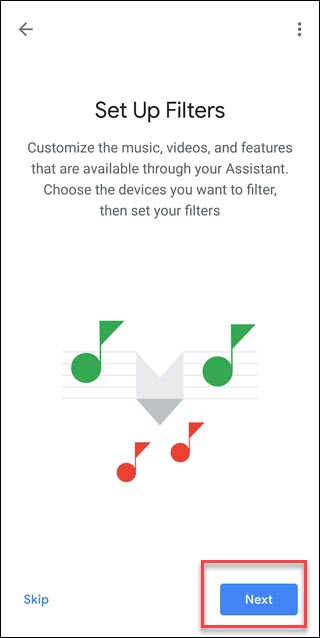 Set Up Filters
Customize the music, videos, and features
that are available through your Assistant.
Choose the devices you want to filter,
then set your filters
Skip
Next